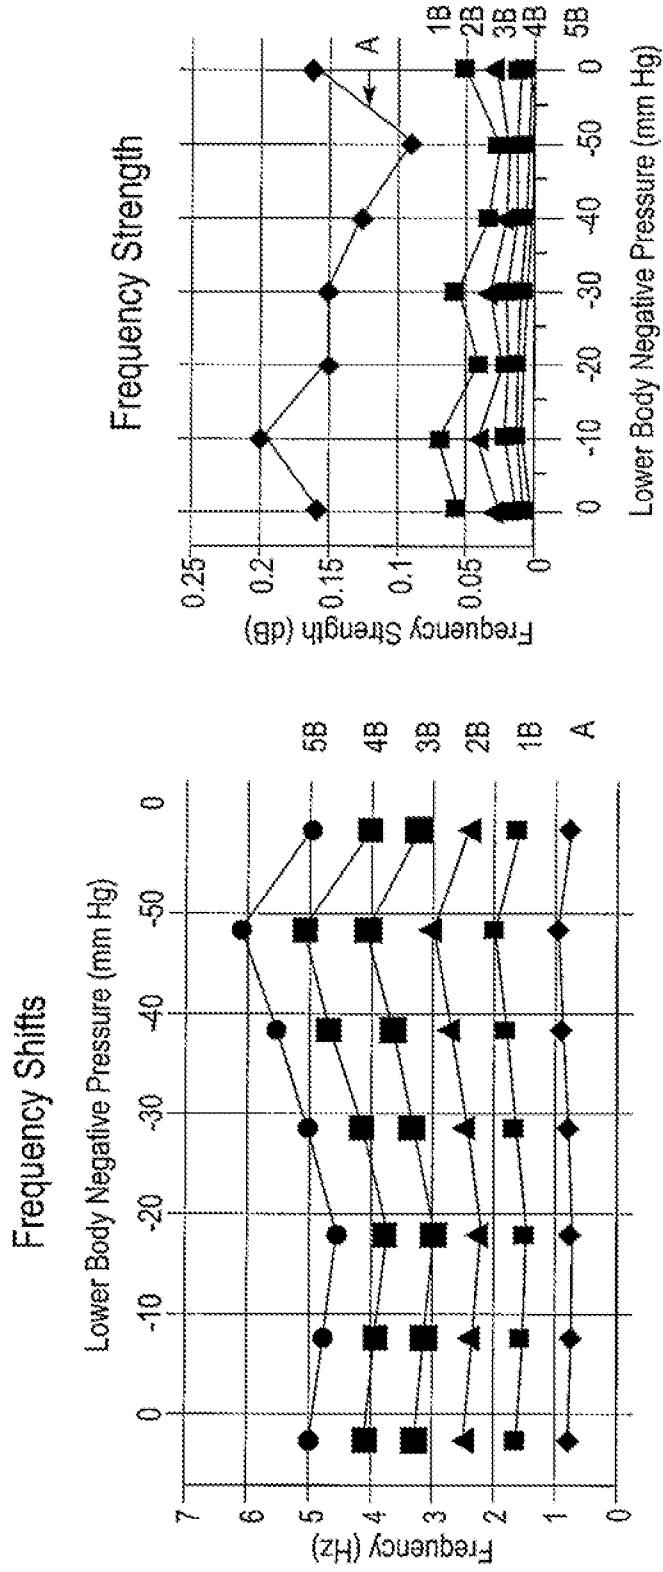 Frequency Shifts
Lower Body Negative Pressure (mm Hg)
0 -10 -20 -30 -40 -50 0
7
6
5
4
3
2
1
0
Frequency (Hz)
5B
4B
3B
2B
1B
A
Frequency Strength
0.25
0.2
0.15
0.1
0.05
0
Frequency Strength (dB)
A
1B
2B
3B
4B
5B
0 -10 -20 -30 -40 -50 0
Lower Body Negative Pressure (mm Hg)